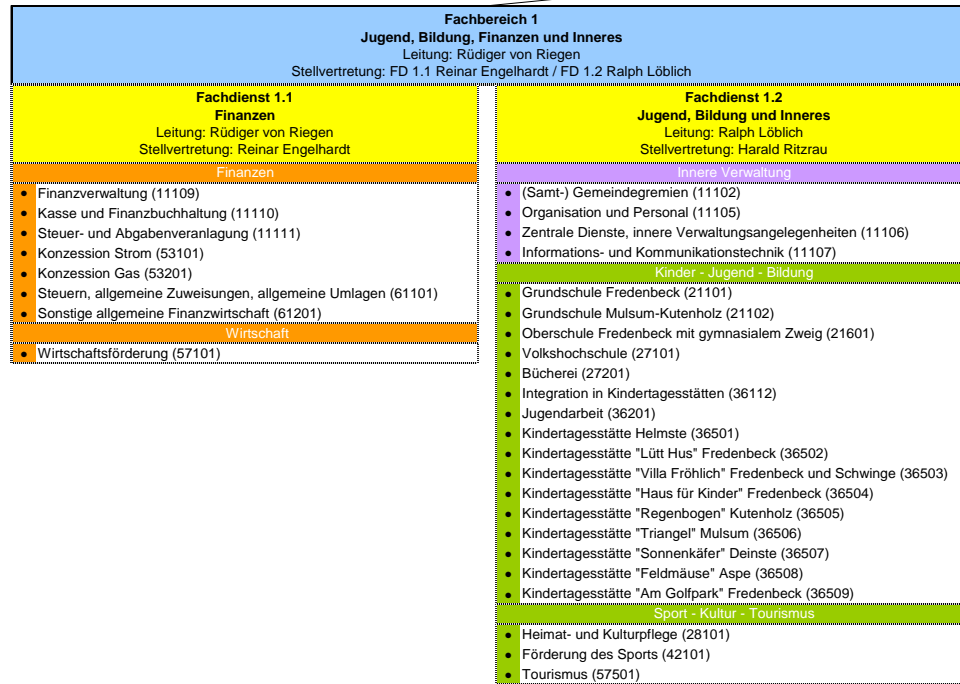 Fachbereich 1
Jugend, Bildung, Finanzen und Inneres
Leitung: Rüdiger von Riegen
Stellvertretung: FD 1.1 Reinar Engelhardt / FD 1.2 Ralph Löblich
Fachdienst 1.1
Finanzen
Leitung: Rüdiger von Riegen
Stellvertretung: Reinar Engelhardt
Finanzen
● Finanzverwaltung (11109)
● Kasse und Finanzbuchhaltung (11110)
● Steuer- und Abgabenveranlagung (11111)
● Konzession Strom (53101)
● Konzession Gas (53201)
● Steuern, allgemeine Zuweisungen, allgemeine Umlagen (61101)
● Sonstige allgemeine Finanzwirtschaft (61201)
Wirtschaft
● Wirtschaftsförderung (57101)
Fachdienst 1.2
Jugend, Bildung und Inneres
Leitung: Ralph Löblich
Stellvertretung: Harald Ritzrau
Innere Verwaltung
● (Samt-) Gemeindegremien (11102)
● Organisation und Personal (11105)
● Zentrale Dienste, innere Verwaltungsangelegenheiten (11106)
● Informations- und Kommunikationstechnik (11107)
Kinder - Jugend - Bildung
● Grundschule Fredenbeck (21101)
● Grundschule Mulsum-Kutenholz (21102)
● Oberschule Fredenbeck mit gymnasialem Zweig (21601)
● Volkshochschule (27101)
● Bücherei (27201)
● Integration in Kindertagesstätten (36112)
● Jugendarbeit (36201)
● Kindertagesstätte Helmste (36501)
● Kindertagesstätte "Lütt Hus" Fredenbeck (36502)
● Kindertagesstätte "Villa Fröhlich" Fredenbeck und Schwinge (36503)
● Kindertagesstätte "Haus für Kinder" Fredenbeck (36504)
● Kindertagesstätte "Regenbogen" Kutenholz (36505)
● Kindertagesstätte "Triangel" Mulsum (36506)
● Kindertagesstätte "Sonnenkäfer" Deinste (36507)
● Kindertagesstätte "Feldmäuse" Aspe (36508)
● Kindertagesstätte "Am Golfpark" Fredenbeck (36509)
Sport - Kultur - Tourismus
● Heimat- und Kulturpflege (28101)
● Förderung des Sports (42101)
● Tourismus (57501)